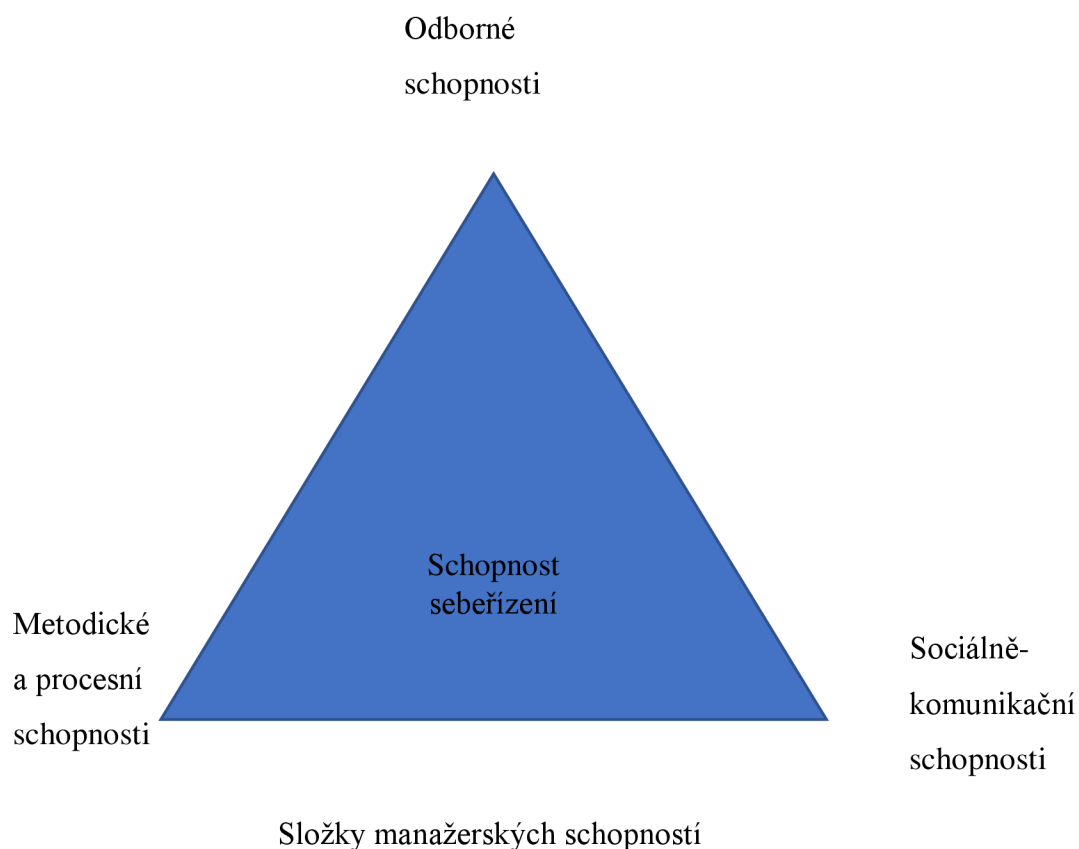 Odborné
schopnosti
Schopnost
sebeřízení
Metodické
a procesní
schopnosti
Sociálně-
komunikační
schopnosti
Složky manažerských schopností